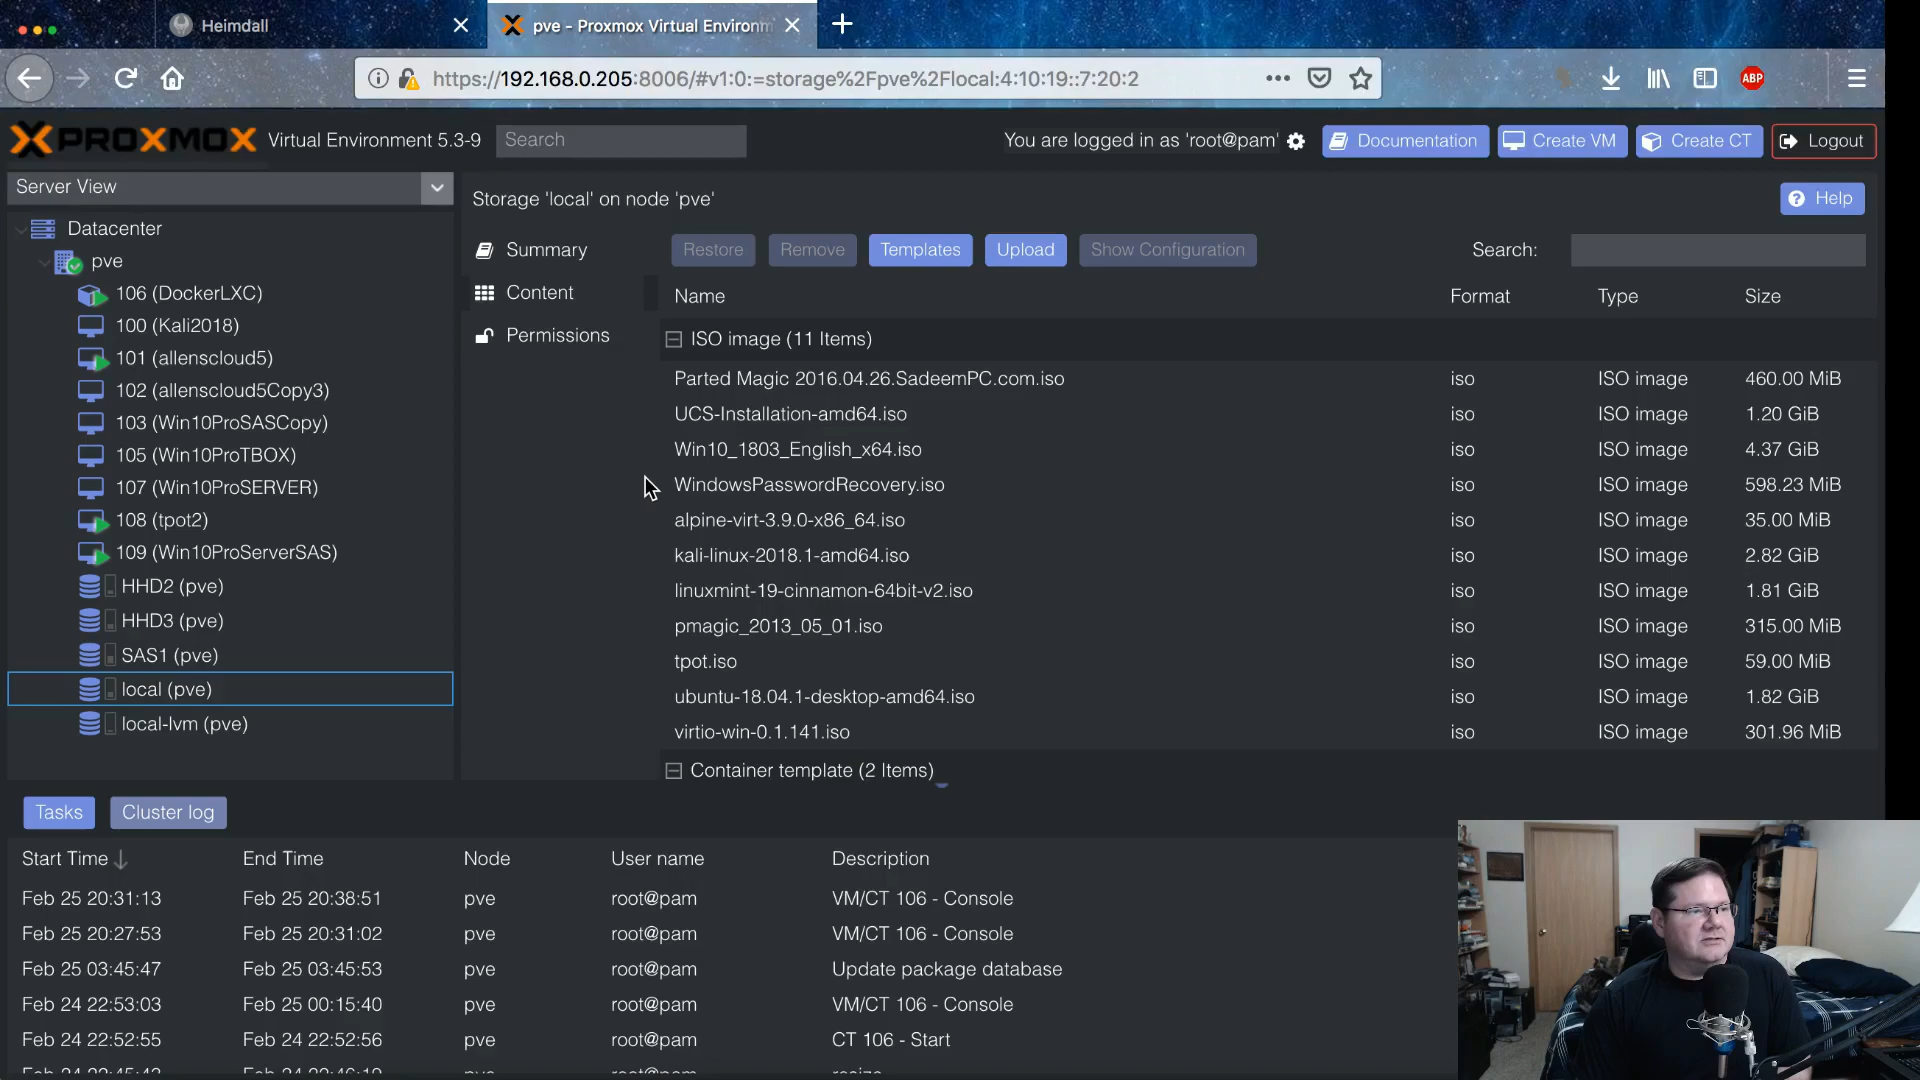 Heimdall
pve - Proxmox Virtual Environm
https://192.168.0.205:8006/#v1:0:=storage%2Fpve%2Flocal:4:10:19::7:20:2
ABP
PROXMOX Virtual Environment 5.3-9
Search
You are logged in as 'root@pam'
Documentation
Create VM
Create CT
Logout
Server View
Storage 'local' on node 'pve'
Help
Datacenter
pve
106 (DockerLXC)
100 (Kali2018)
101 (allenscloud5)
102 (allenscloud5Copy3)
103 (Win10ProSASCopy)
105 (Win10ProTBOX)
107 (Win10ProSERVER)
108 (tpot2)
109 (Win10ProServerSAS)
HHD2 (pve)
HHD3 (pve)
SAS1 (pve)
local (pve)
local-lvm (pve)
Summary
Content
Permissions
Restore
Remove
Templates
Upload
Show Configuration
Search:
Name Format Type Size
ISO image (11 Items)
Parted Magic 2016.04.26.SadeemPC.com.iso iso ISO image 460.00 MiB
UCS-Installation-amd64.iso iso ISO image 1.20 GiB
Win10_1803_English_x64.iso iso ISO image 4.37 GiB
WindowsPasswordRecovery.iso iso ISO image 598.23 MiB
alpine-virt-3.9.0-x86_64.iso iso ISO image 35.00 MiB
kali-linux-2018.1-amd64.iso iso ISO image 2.82 GiB
linuxmint-19-cinnamon-64bit-v2.iso iso ISO image 1.81 GiB
pmagic_2013_05_01.iso iso ISO image 315.00 MiB
tpot.iso iso ISO image 59.00 MiB
ubuntu-18.04.1-desktop-amd64.iso iso ISO image 1.82 GiB
virtio-win-0.1.141.iso iso ISO image 301.96 MiB
Container template (2 Items)
Tasks
Cluster log
Start Time End Time Node User name Description
Feb 25 20:31:13 Feb 25 20:38:51 pve root@pam VM/CT 106 - Console
Feb 25 20:27:53 Feb 25 20:31:02 pve root@pam VM/CT 106 - Console
Feb 25 03:45:47 Feb 25 03:45:53 pve root@pam Update package database
Feb 24 22:53:03 Feb 25 00:15:40 pve root@pam VM/CT 106 - Console
Feb 24 22:52:55 Feb 24 22:52:56 pve root@pam CT 106 - Start